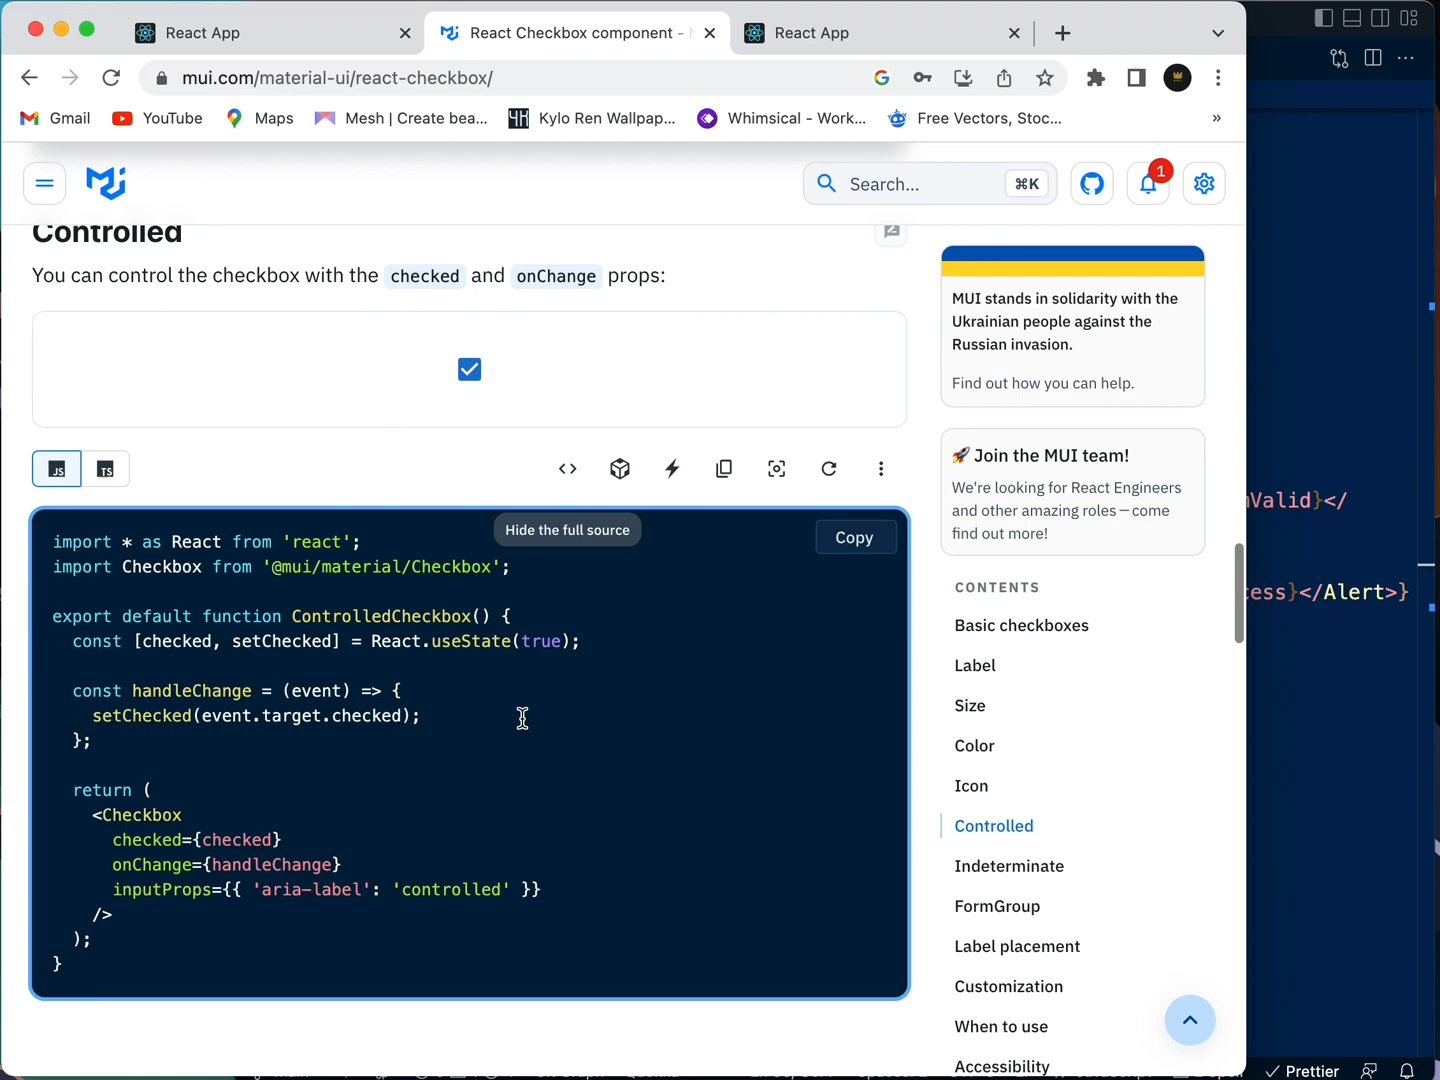 React App
React Checkbox component -
React App
mui.com/material-ui/react-checkbox/
Gmail
YouTube
Maps
Mesh | Create bea...
Kylo Ren Wallpap...
Whimsical - Work...
Free Vectors, Stoc...
»
Search...
⌘K
1
Controlled
You can control the checkbox with the checked and onChange props:
JS
TS
Hide the full source
Copy
import * as React from 'react';
import Checkbox from '@mui/material/Checkbox';
export default function ControlledCheckbox() {
const [checked, setChecked] = React.useState(true);
const handleChange = (event) => {
setChecked(event.target.checked);
};
return (
<Checkbox
checked={checked}
onChange={handleChange}
inputProps={{ 'aria-label': 'controlled' }}
/>
);
}
MUI stands in solidarity with the
Ukrainian people against the
Russian invasion.
Find out how you can help.
🚀 Join the MUI team!
We're looking for React Engineers
and other amazing roles—come
find out more!
CONTENTS
Basic checkboxes
Label
Size
Color
Icon
Controlled
Indeterminate
FormGroup
Label placement
Customization
When to use
Accessibility
mValid}</
cess}</Alert>}
Prettier